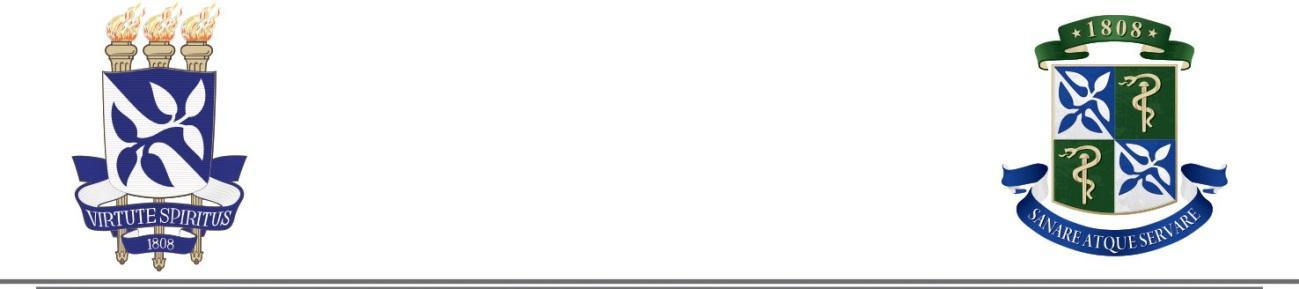 VIRTUTE SPIRITUS
1808
★ 1808 ★
SANARE ATQUE SERVARE